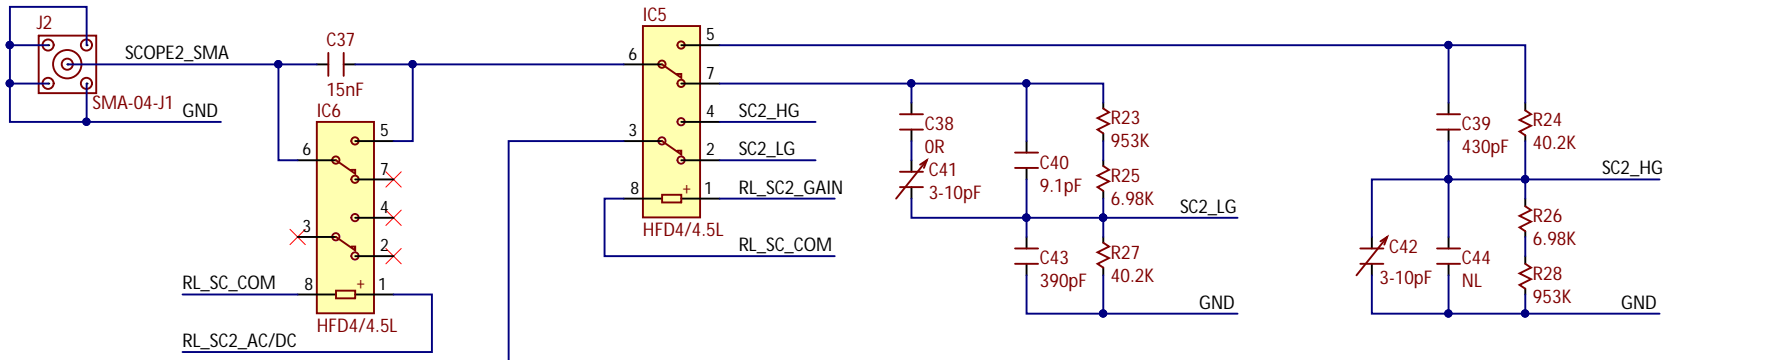 J2
SCOPE2_SMA
SMA-04-J1
GND
C37
15nF
IC6
5
6
7
4
3
2
8
+
1
HFD4/4.5L
RL_SC_COM
RL_SC2_AC/DC
IC5
5
6
7
4
SC2_HG
3
2
SC2_LG
8
+
1
RL_SC2_GAIN
HFD4/4.5L
RL_SC_COM
C38
0R
C41
3-10pF
C40
9.1pF
R23
953K
R25
6.98K
SC2_LG
C43
390pF
R27
40.2K
GND
C39
430pF
R24
40.2K
SC2_HG
C42
3-10pF
C44
NL
R26
6.98K
R28
953K
GND